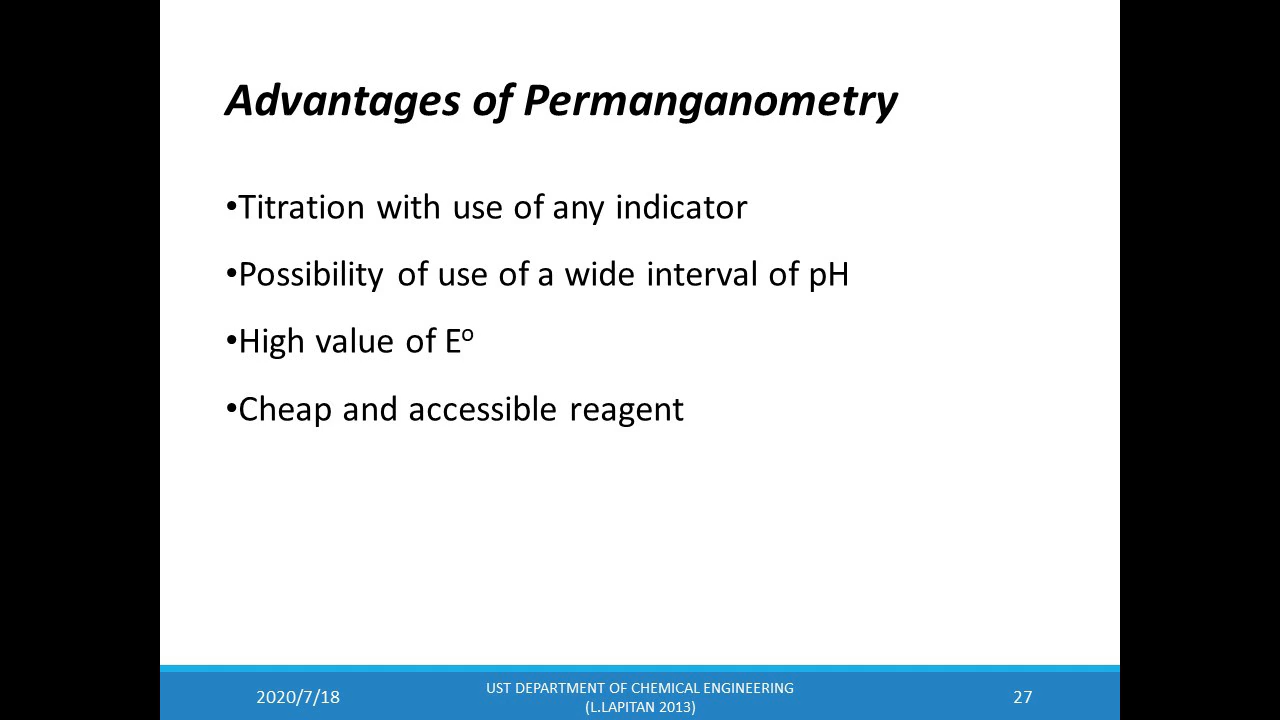 Advantages of Permanganometry
•Titration with use of any indicator
•Possibility of use of a wide interval of pH
•High value of Eº
•Cheap and accessible reagent
2020/7/18
UST DEPARTMENT OF CHEMICAL ENGINEERING
(L.LAPITAN 2013)
27